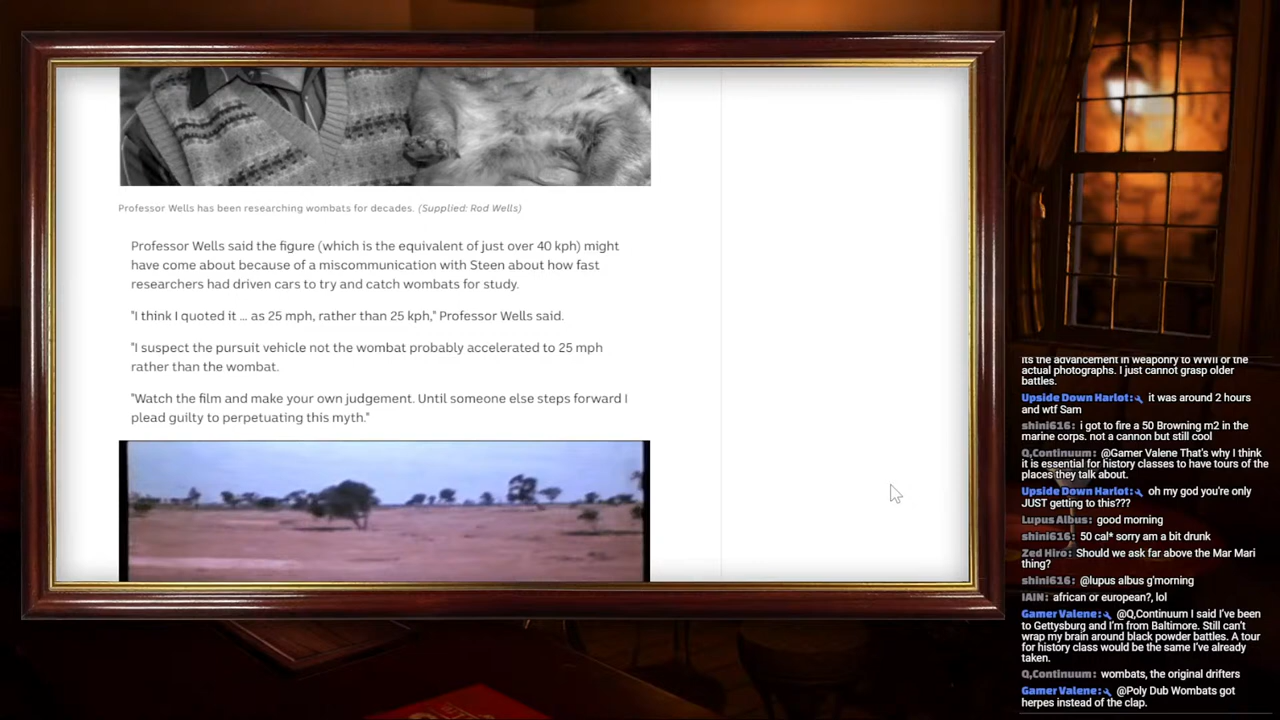 Professor Wells has been researching wombats for decades. (Supplied: Rod Wells)
Professor Wells said the figure (which is the equivalent of just over 40 kph) might
have come about because of a miscommunication with Steen about how fast
researchers had driven cars to try and catch wombats for study.
"I think I quoted it ... as 25 mph, rather than 25 kph," Professor Wells said.
"I suspect the pursuit vehicle not the wombat probably accelerated to 25 mph
rather than the wombat.
"Watch the film and make your own judgement. Until someone else steps forward I
plead guilty to perpetuating this myth."
its the advancement in weaponry to WWII or the
actual photographs. I just cannot grasp older
battles.
Upside Down Harlot: it was around 2 hours
and wtf Sam
shini616: i got to fire a 50 Browning m2 in the
marine corps. not a cannon but still cool
Q,Continuum: @Gamer Valene That's why I think
it is essential for history classes to have tours of the
places they talk about.
Upside Down Harlot: oh my god you're only
JUST getting to this???
Lupus Albus: good morning
shini616: 50 cal* sorry am a bit drunk
Zed Hiro: Should we ask far above the Mar Mari
thing?
shini616: @lupus albus g'morning
IAIN: african or european?, lol
Gamer Valene: @Q,Continuum I said I've been
to Gettysburg and I'm from Baltimore. Still can't
wrap my brain around black powder battles. A tour
for history class would be the same I've already
taken.
Q,Continuum: wombats, the original drifters
Gamer Valene: @Poly Dub Wombats got
herpes instead of the clap.